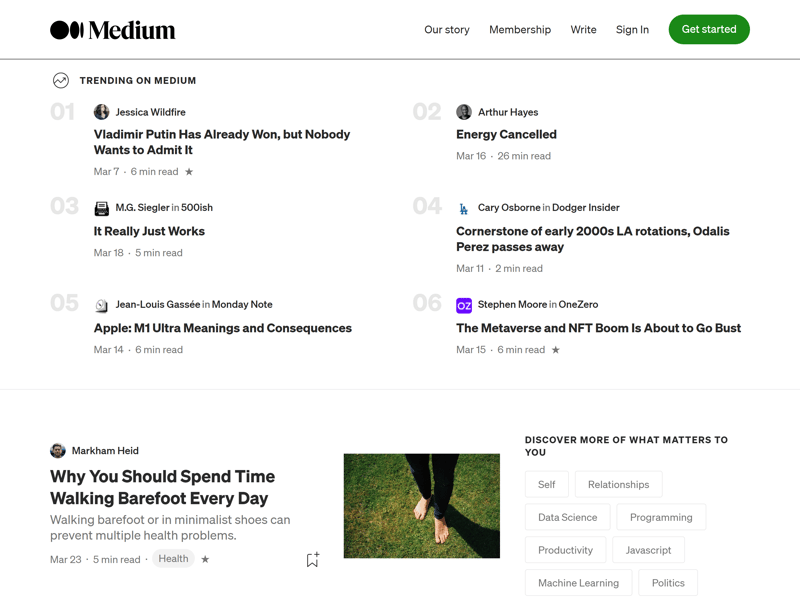 Medium
Our story Membership Write Sign In Get started
TRENDING ON MEDIUM
01
Jessica Wildfire
Vladimir Putin Has Already Won, but Nobody
Wants to Admit It
Mar 7 · 6 min read ★
02
Arthur Hayes
Energy Cancelled
Mar 16 · 26 min read
03
M.G. Siegler in 500ish
It Really Just Works
Mar 18 · 5 min read
04
Cary Osborne in Dodger Insider
Cornerstone of early 2000s LA rotations, Odalis
Perez passes away
Mar 11 · 2 min read
05
Jean-Louis Gassée in Monday Note
Apple: M1 Ultra Meanings and Consequences
Mar 14 · 6 min read
06
OZ
Stephen Moore in OneZero
The Metaverse and NFT Boom Is About to Go Bust
Mar 15 · 6 min read ★
Markham Heid
Why You Should Spend Time
Walking Barefoot Every Day
Walking barefoot or in minimalist shoes can
prevent multiple health problems.
Mar 23 · 5 min read · Health ★
DISCOVER MORE OF WHAT MATTERS TO
YOU
Self Relationships
Data Science Programming
Productivity Javascript
Machine Learning Politics